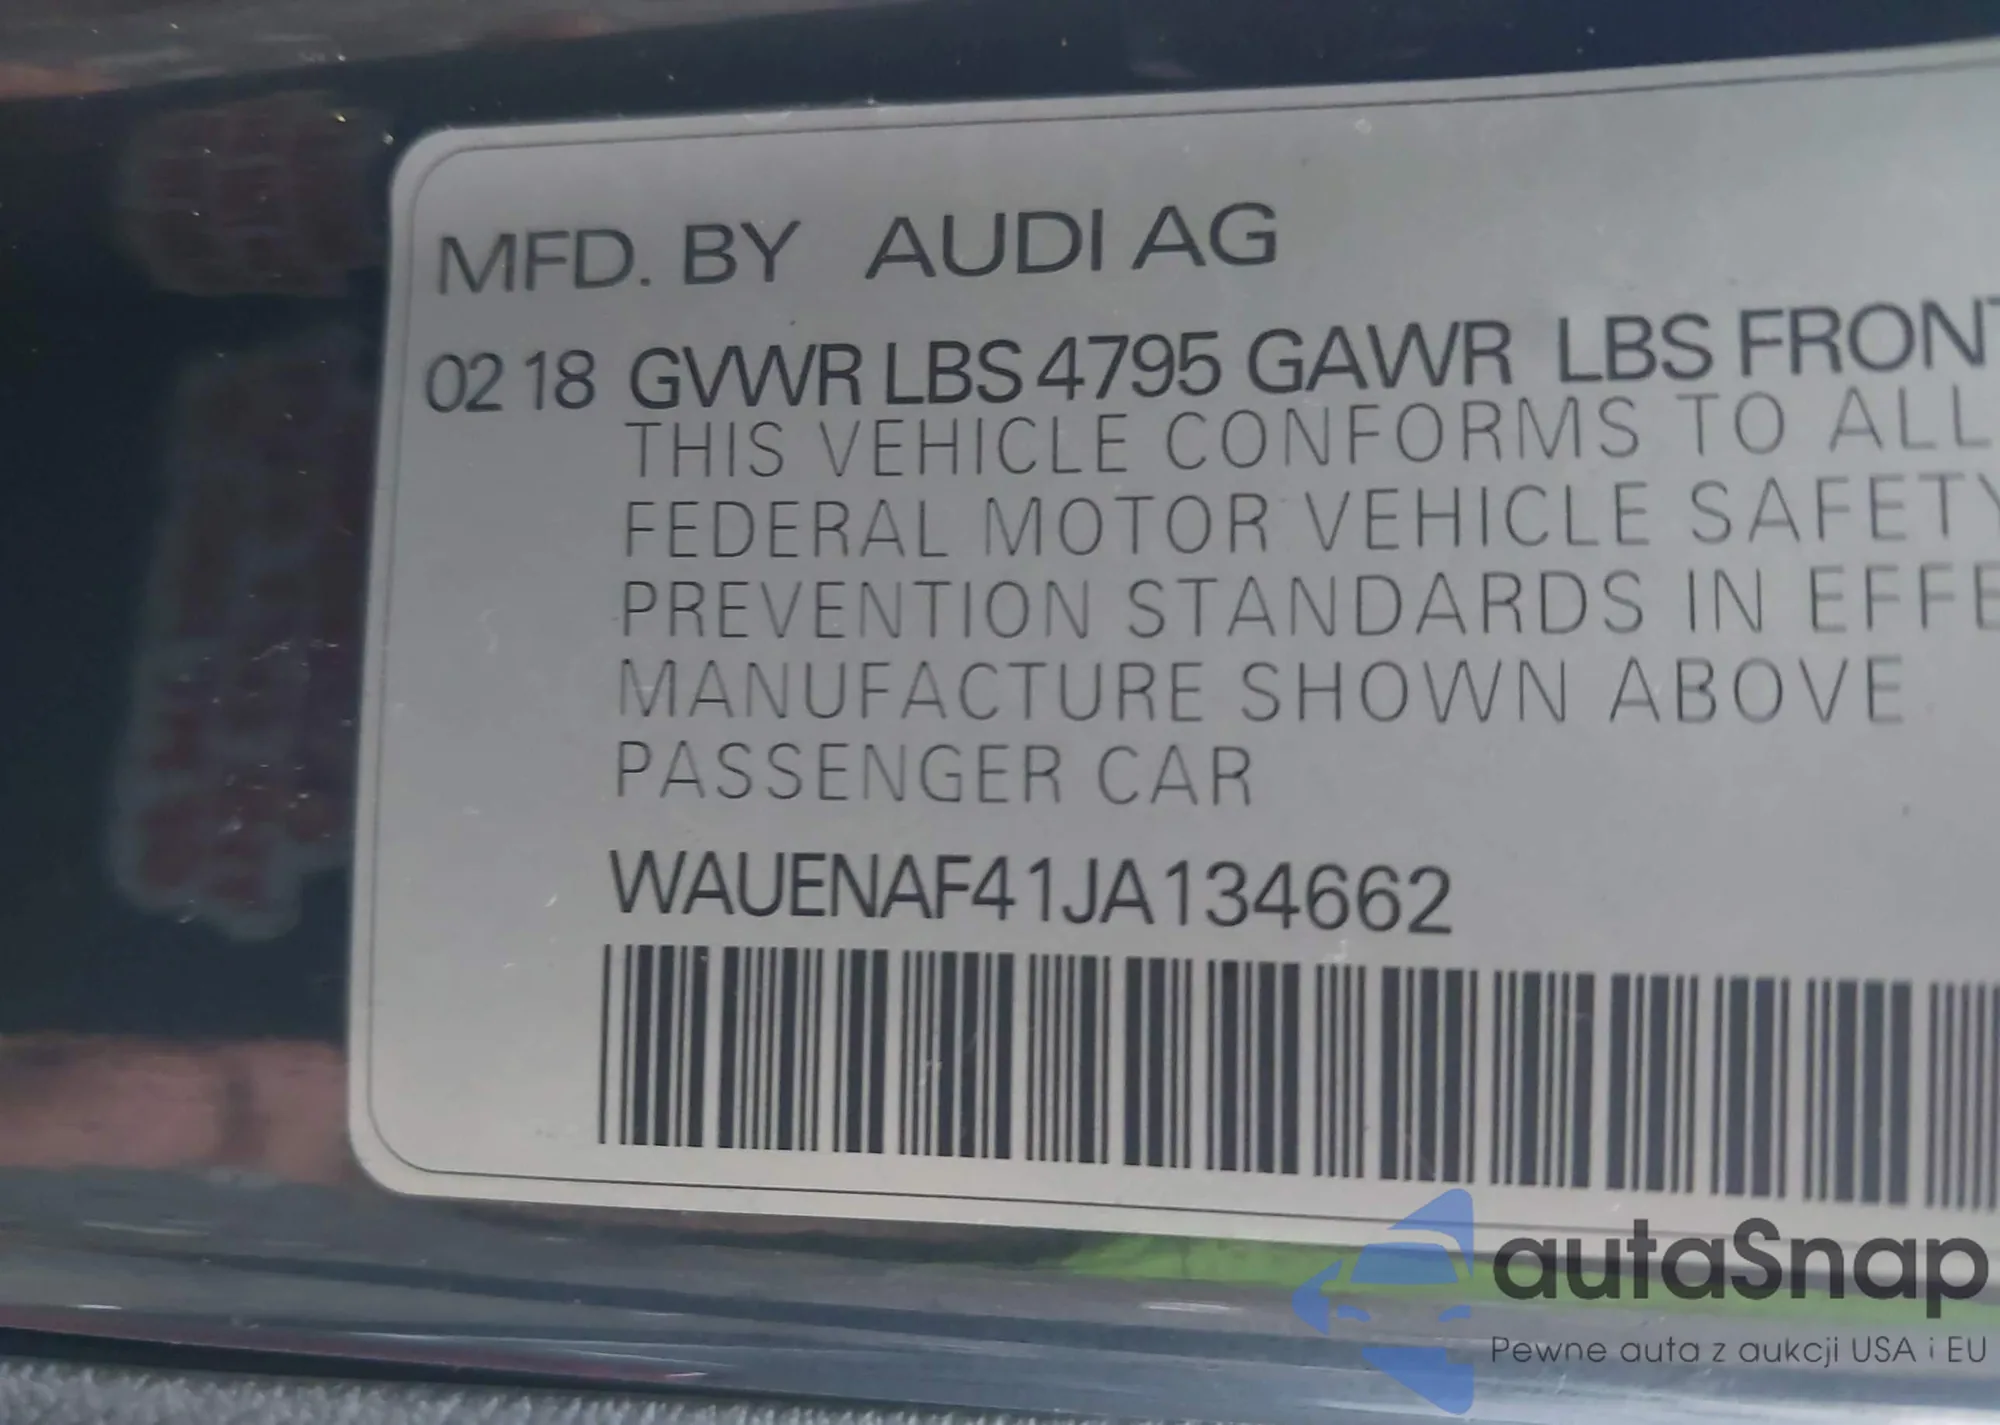 MFD. BY AUDI AG
02 18 GVWR LBS 4795 GAWR LBS FRONT
THIS VEHICLE CONFORMS TO ALL
FEDERAL MOTOR VEHICLE SAFETY
PREVENTION STANDARDS IN EFFE
MANUFACTURE SHOWN ABOVE
PASSENGER CAR
WAUENAF41JA134662
autaSnap
Pewne auta z aukcji USA i EU